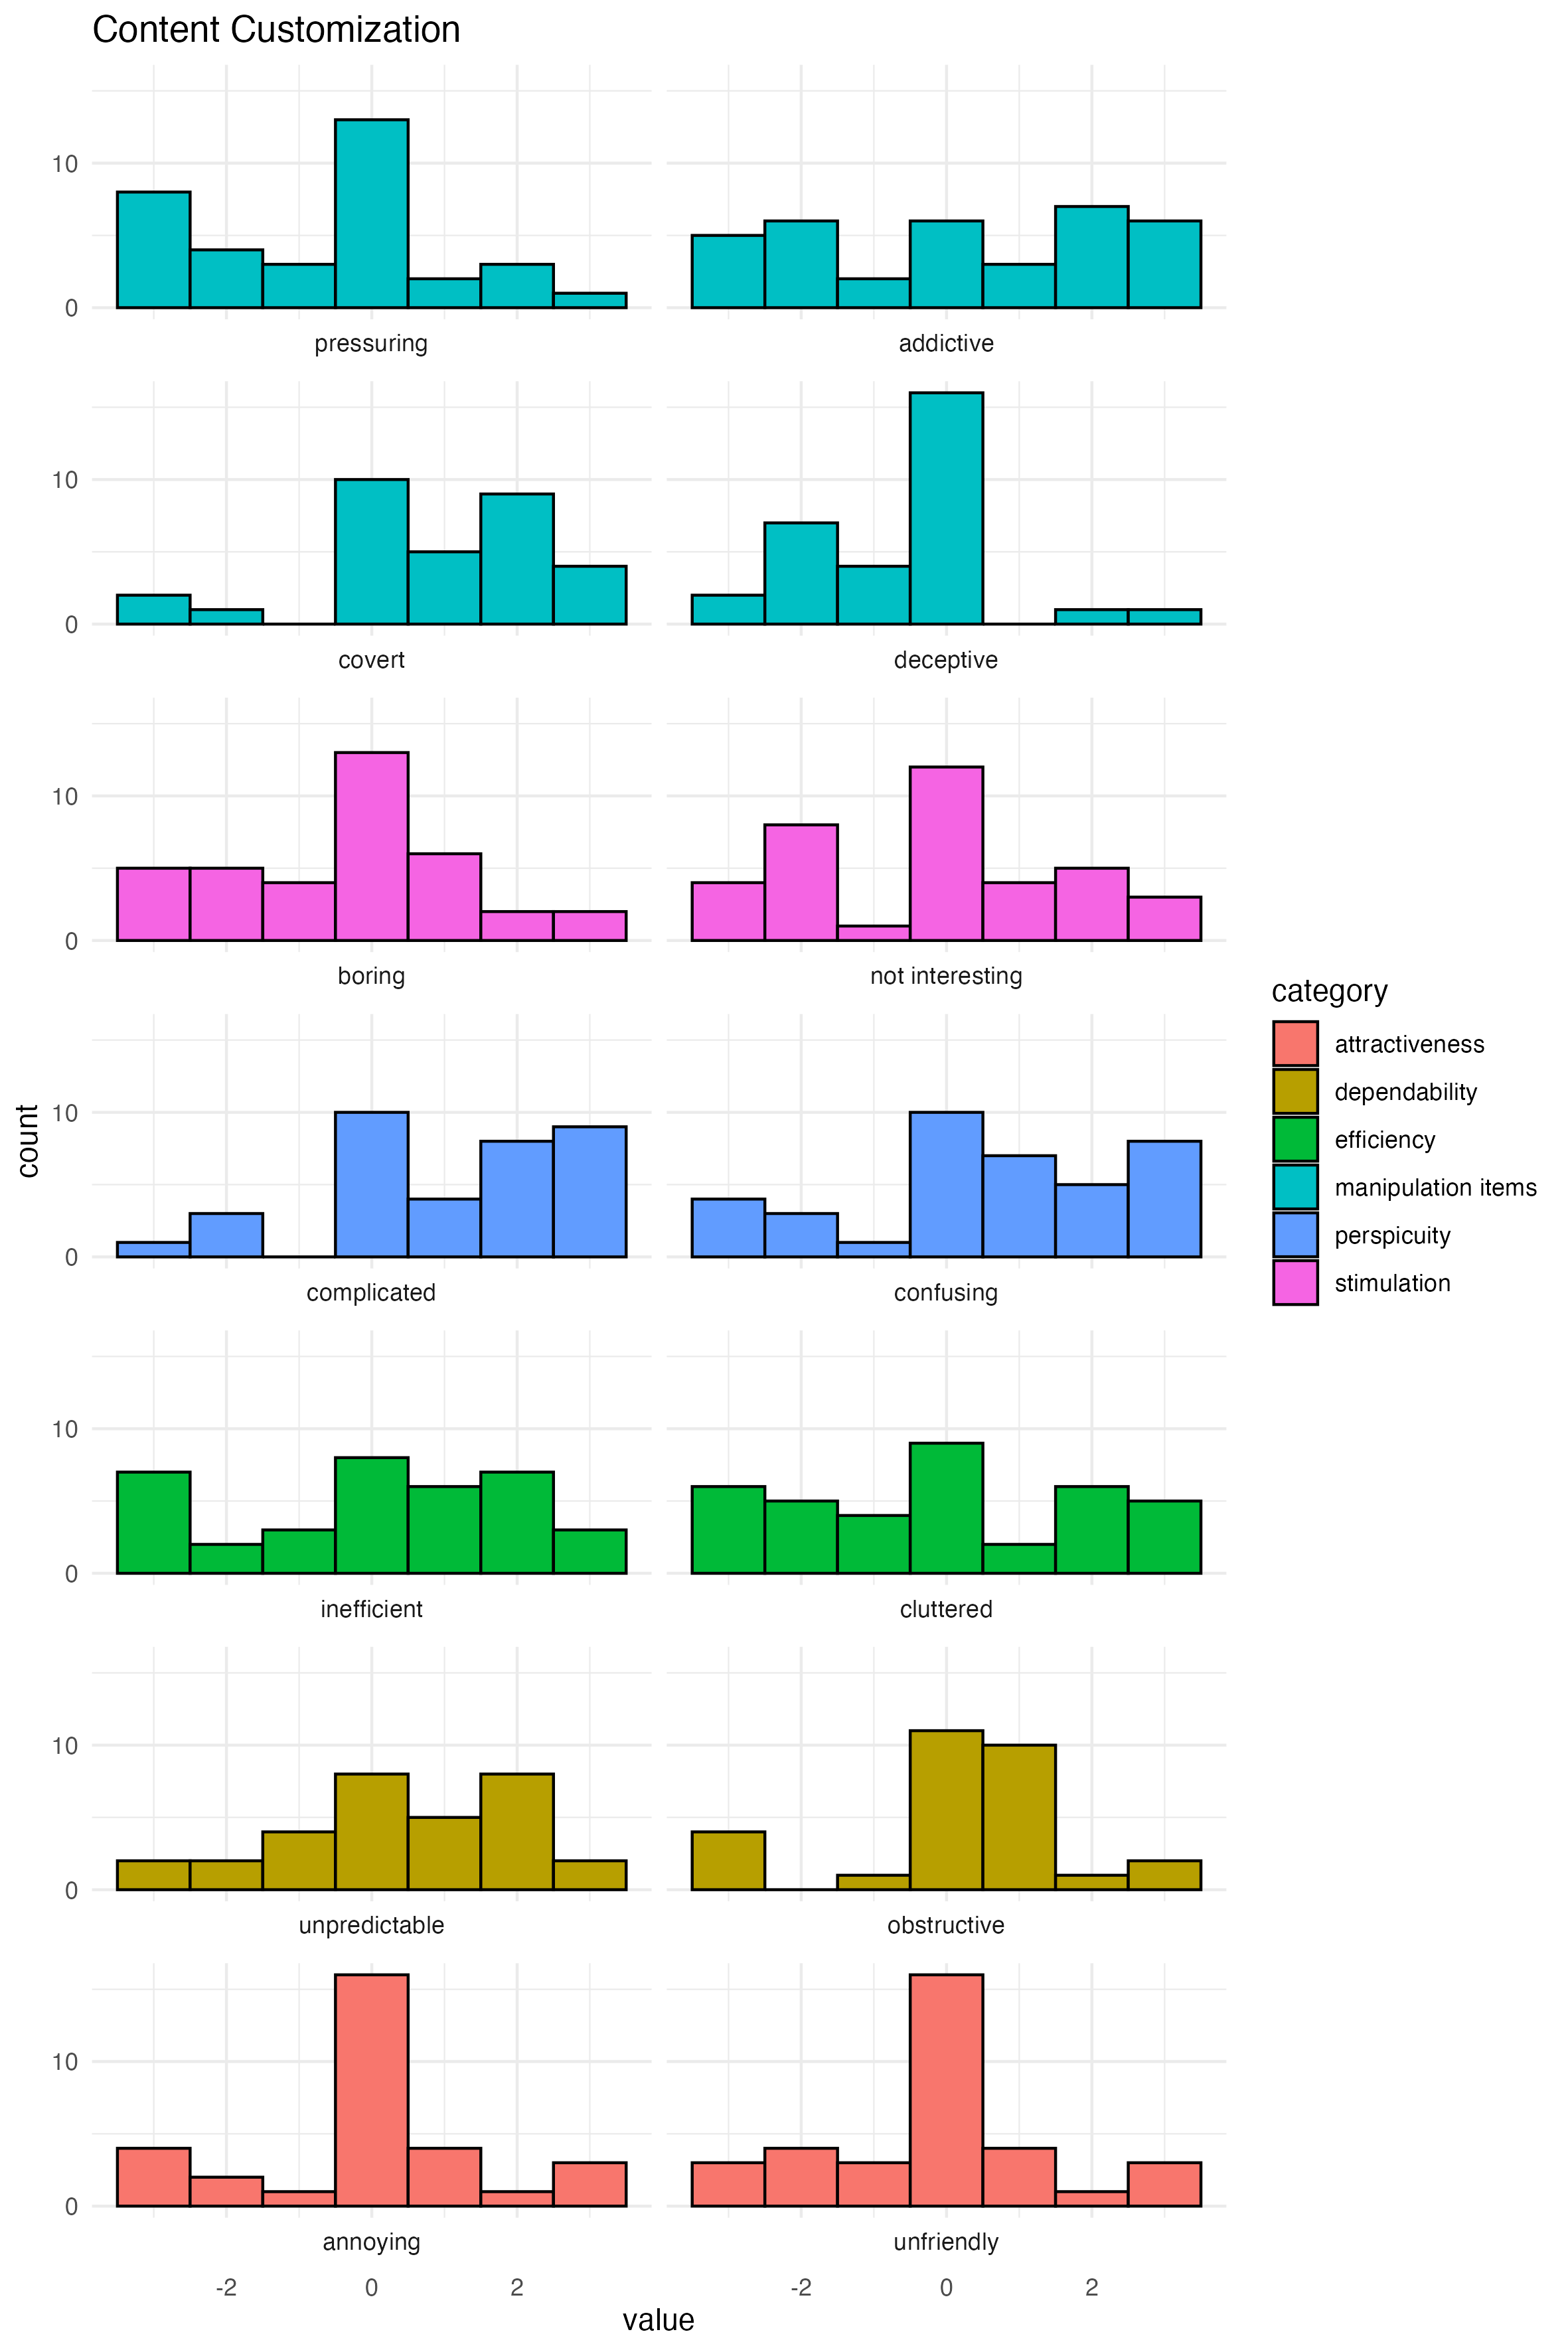 Content Customization
10
0
pressuring
addictive
10
0
covert
deceptive
10
0
boring
not interesting
10
0
complicated
confusing
10
0
inefficient
cluttered
10
0
unpredictable
obstructive
10
0
annoying
unfriendly
-2 0 2
-2 0 2
value
count
category
attractiveness
dependability
efficiency
manipulation items
perspicuity
stimulation